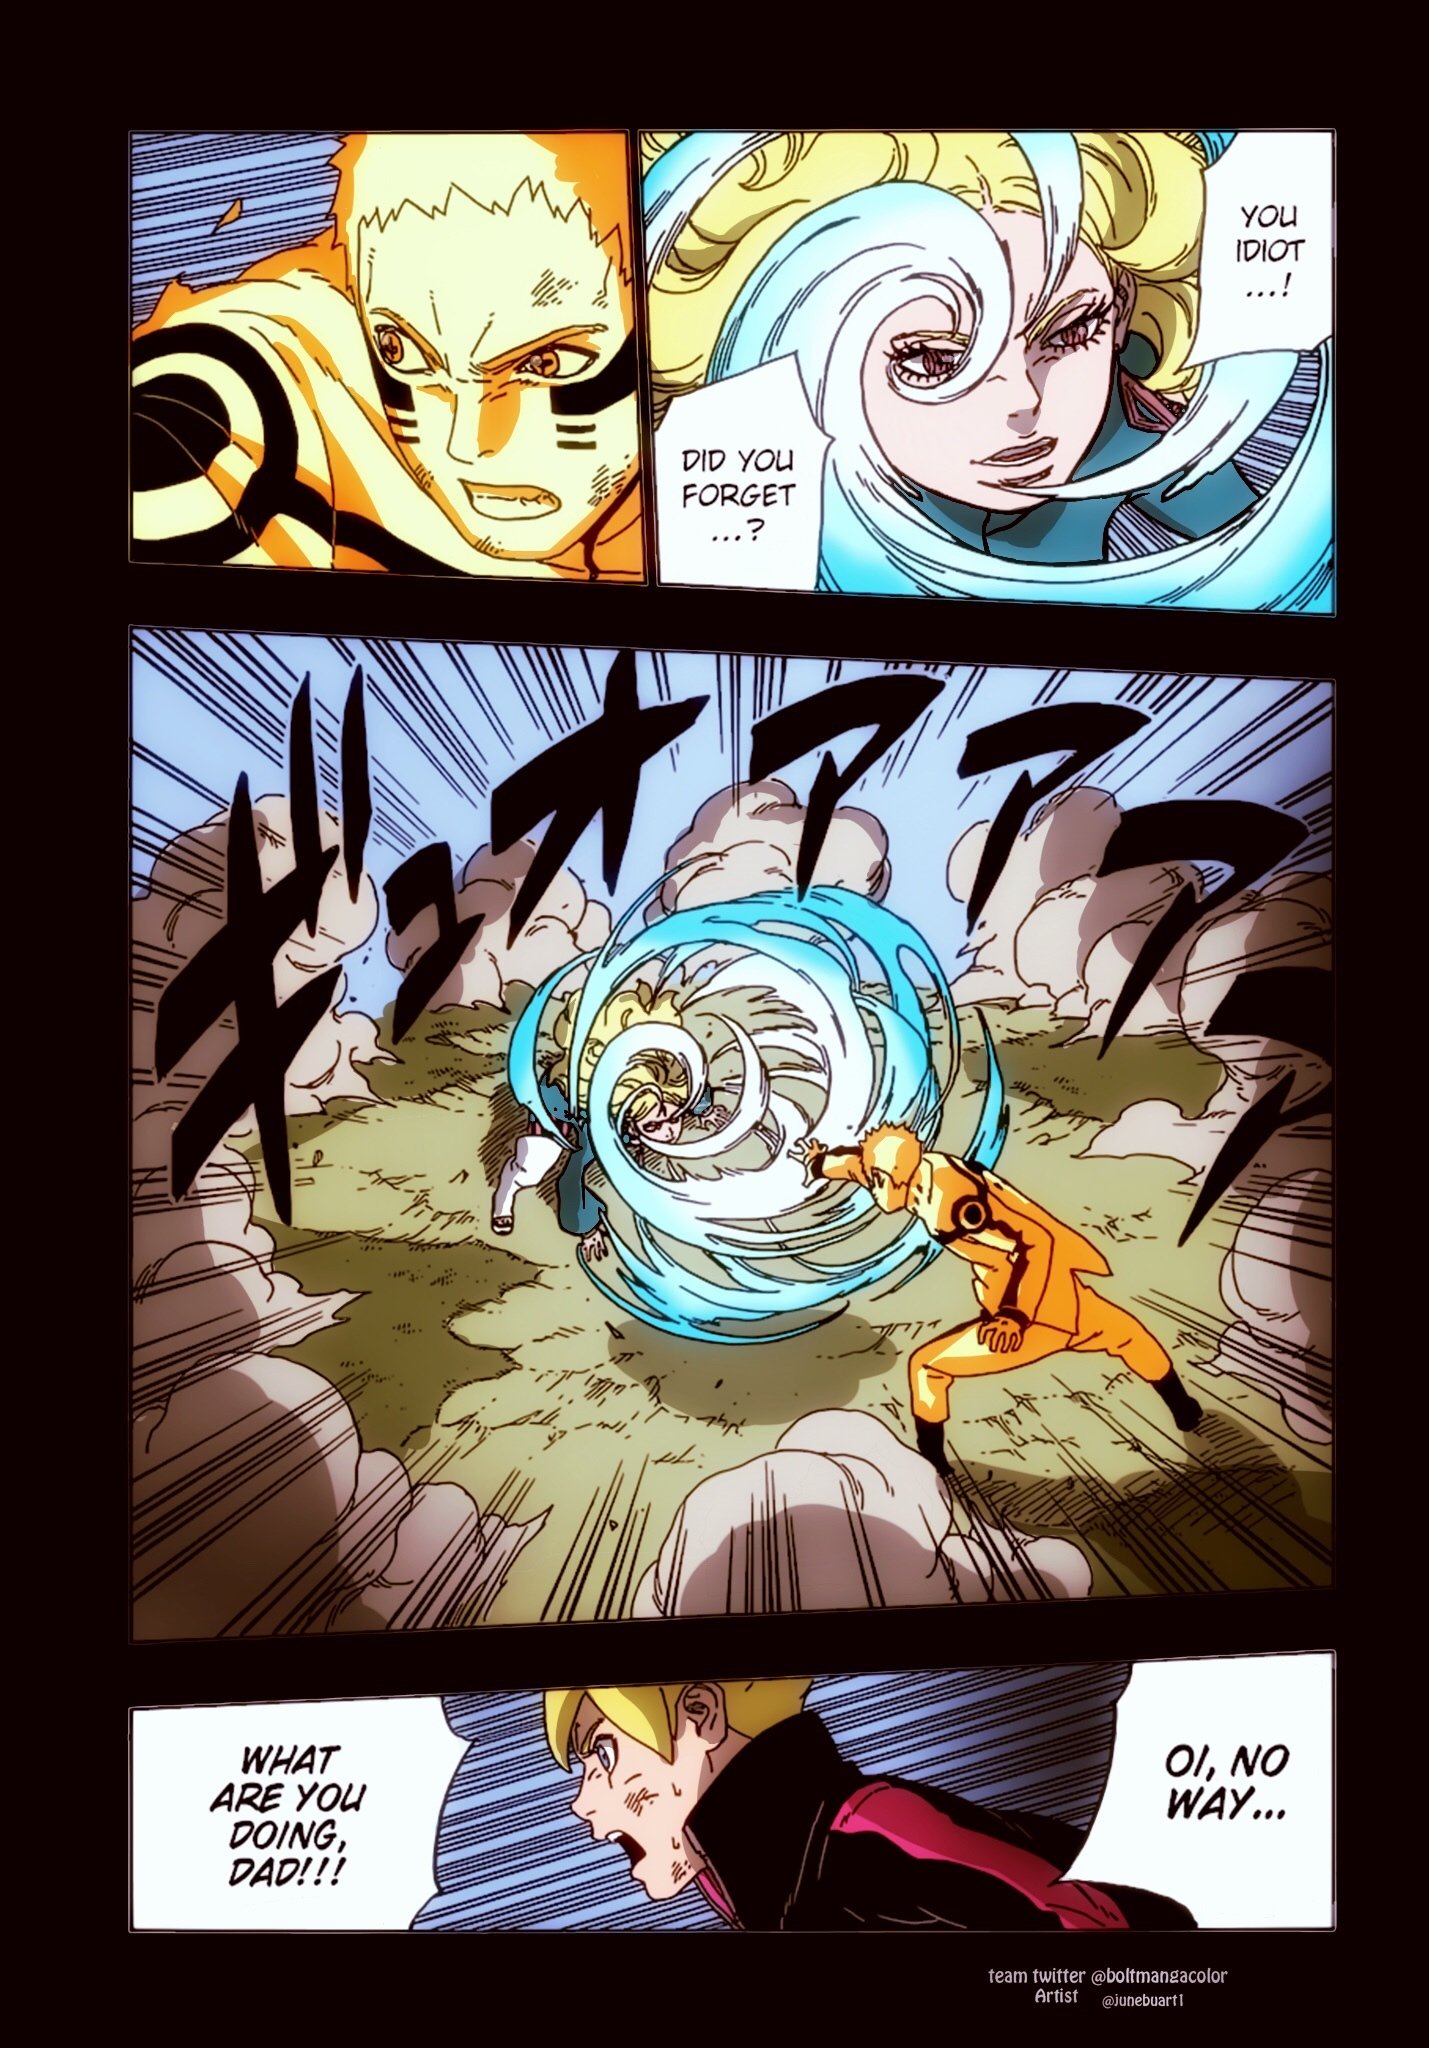 YOU
IDIOT
...!
DID YOU
FORGET
...?
ギュオアアアア
OI, NO
WAY...
WHAT
ARE YOU
DOING,
DAD!!!
team twitter @boltmangacolor
Artist @junebuart1